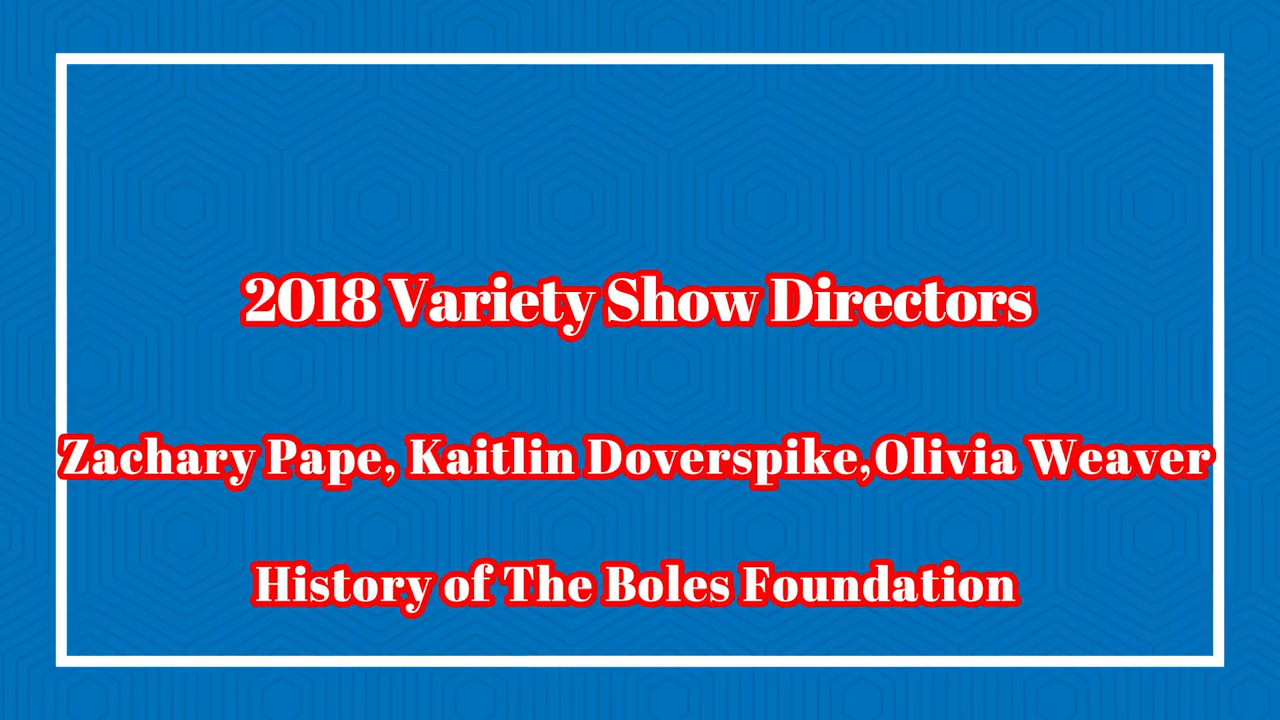 2018 Variety Show Directors
Zachary Pape, Kaitlin Doverspike,Olivia Weaver
History of The Boles Foundation